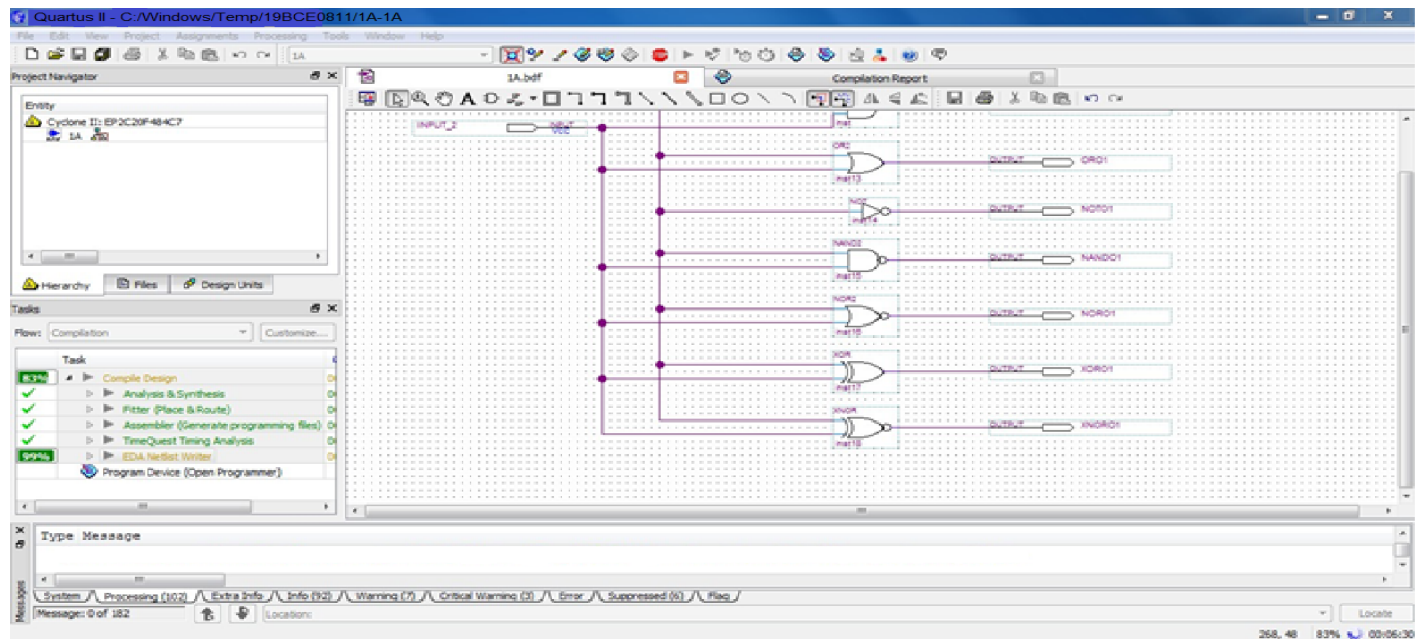 Quartus II - C:/Windows/Temp/19BCE0811/1A-1A
File Edit View Project Assignments Processing Tools Window Help
1A
Project Navigator
1A.bdf
Compilation Report
Entity
Cyclone II: EP2C20F484C7
1A
Hierarchy
Files
Design Units
Tasks
Flow: Compilation
Customize...
Task
83% Compile Design
Analysis & Synthesis
Fitter (Place & Route)
Assembler (Generate programming files)
TimeQuest Timing Analysis
99% EDA Netlist Writer
Program Device (Open Programmer)
INPUT_2
INPUT
VCC
inst
OR2
inst13
OUTPUT
ORO1
NOT
inst14
OUTPUT
NOTO1
NAND2
inst15
OUTPUT
NANDO1
NOR2
inst16
OUTPUT
NORO1
XOR
inst17
OUTPUT
XORO1
XNOR
inst18
OUTPUT
XNORO1
Type Message
Messages
System
Processing (102)
Extra Info
Info (92)
Warning (7)
Critical Warning (3)
Error
Suppressed (6)
Flag
Message: 0 of 182
Location:
Locate
268, 48
83%
00:06:30